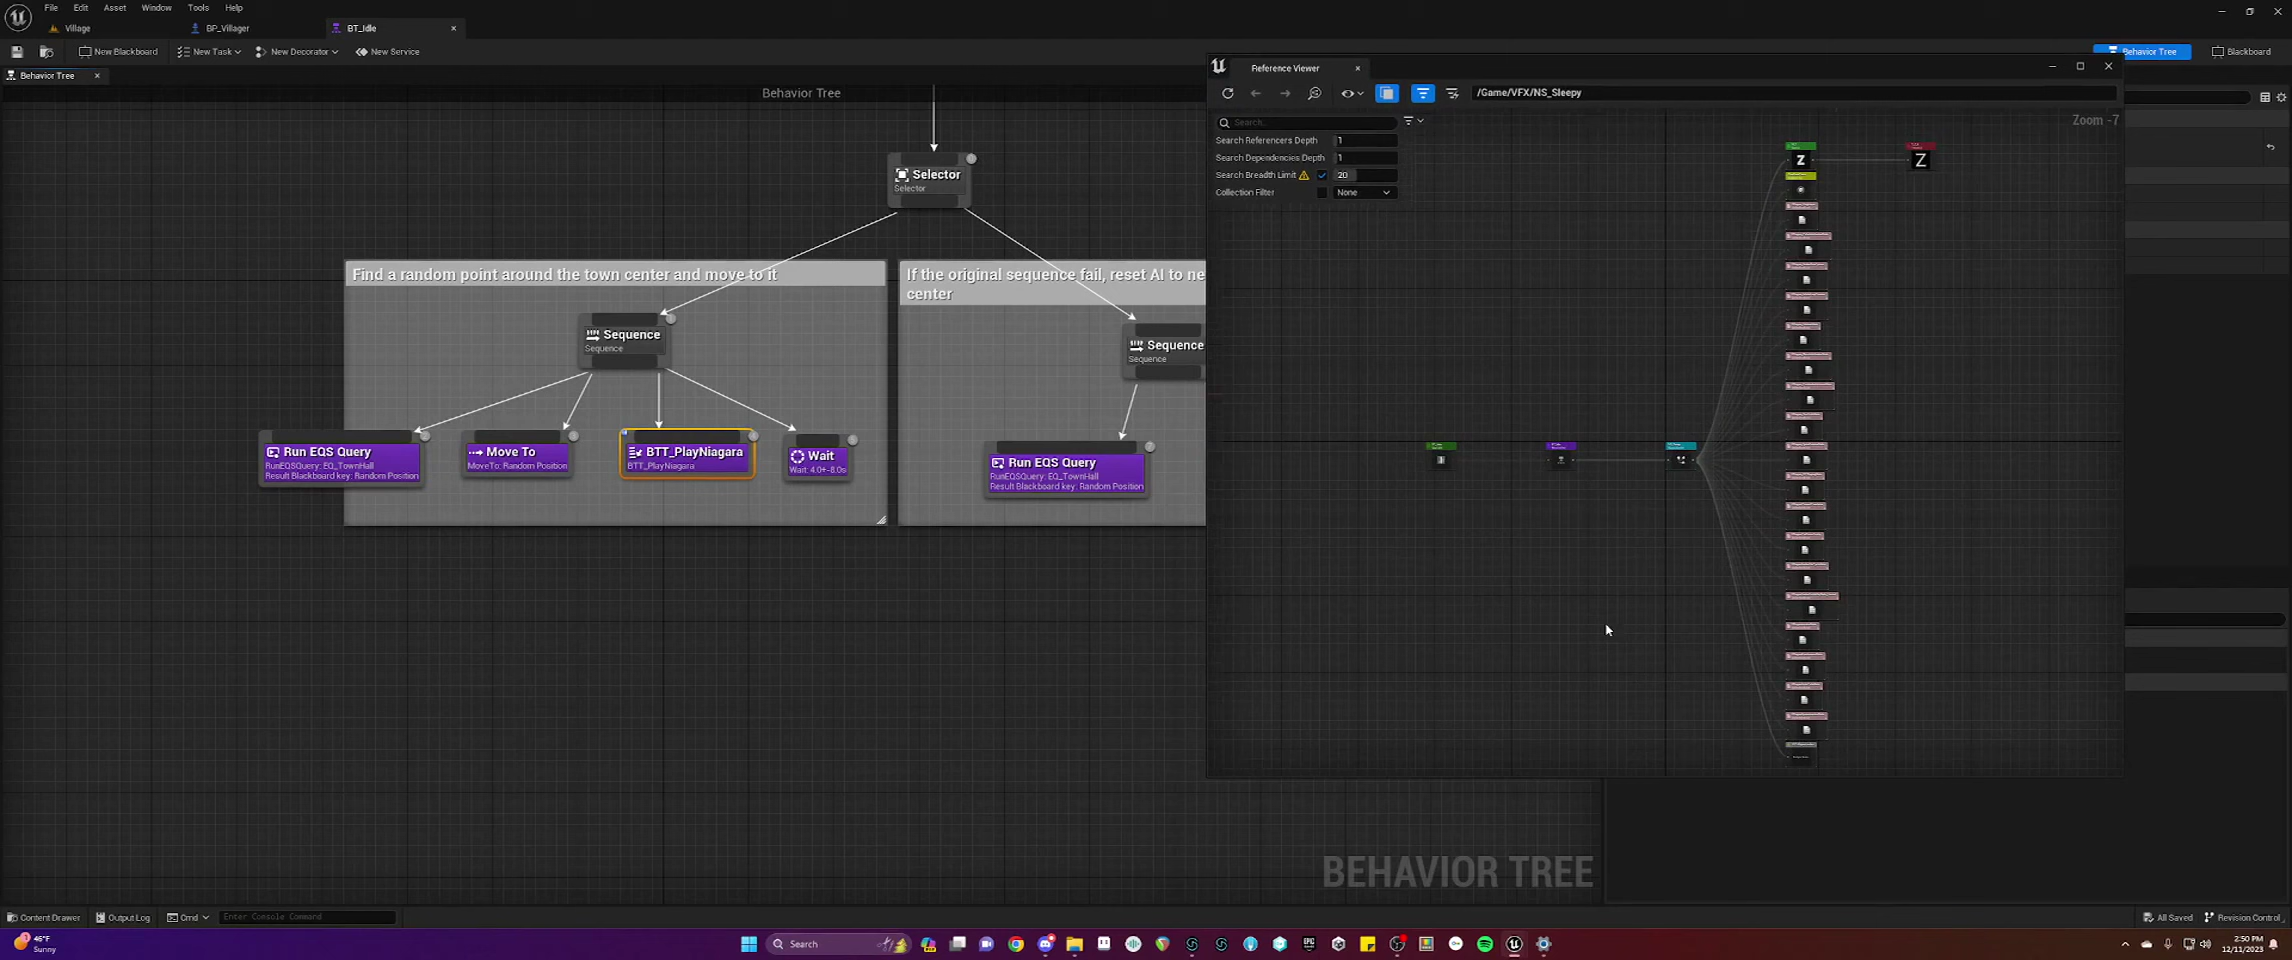 File Edit Asset Window Tools Help
Village BP_Villager BT_Idle
New Blackboard New Task New Decorator New Service Behavior Tree Blackboard
Behavior Tree
Behavior Tree
Selector
Selector
Find a random point around the town center and move to it
If the original sequence fail, reset AI to ne
center
Sequence
Sequence
Sequence
Sequence
Run EQS Query
RunEQSQuery: EQ_TownHall
Result Blackboard key: Random Position
Move To
MoveTo: Random Position
BTT_PlayNiagara
BTT_PlayNiagara
Wait
Wait: 4.0+-8.0s
Run EQS Query
RunEQSQuery: EQ_TownHall
Result Blackboard key: Random Position
BEHAVIOR TREE
Reference Viewer
/Game/VFX/NS_Sleepy
Search...
Search Referencers Depth 1
Search Dependencies Depth 1
Search Breadth Limit 20
Collection Filter None
Zoom -7
Z Z
Content Drawer Output Log Cmd Enter Console Command All Saved Revision Control
46°F
Sunny
Search
2:50 PM
12/11/2023